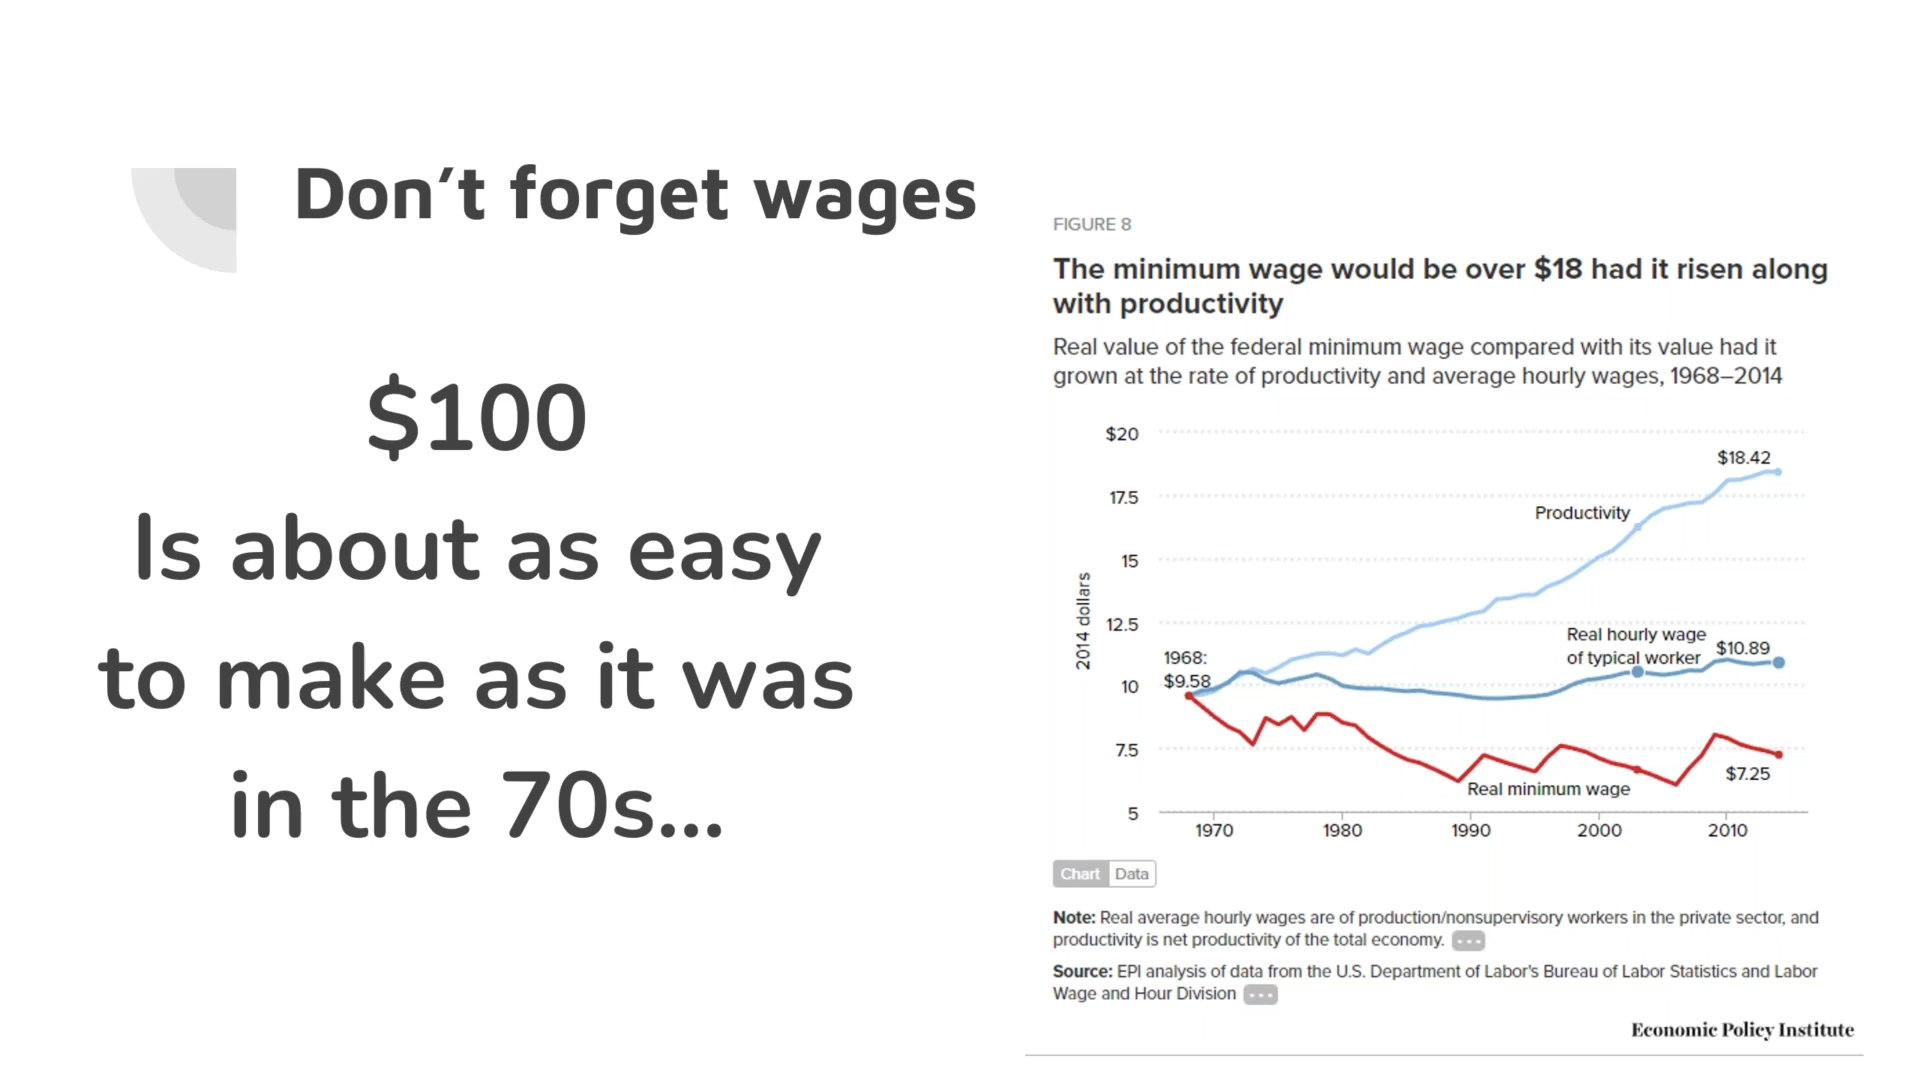 Don’t forget wages
$100
Is about as easy
to make as it was
in the 70s...
FIGURE 8
The minimum wage would be over $18 had it risen along
with productivity
Real value of the federal minimum wage compared with its value had it
grown at the rate of productivity and average hourly wages, 1968–2014
2014 dollars
$20
17.5
15
12.5
10
7.5
5
$18.42
Productivity
Real hourly wage
of typical worker
$10.89
1968:
$9.58
$7.25
Real minimum wage
1970
1980
1990
2000
2010
Chart Data
Note: Real average hourly wages are of production/nonsupervisory workers in the private sector, and
productivity is net productivity of the total economy.
Source: EPI analysis of data from the U.S. Department of Labor's Bureau of Labor Statistics and Labor
Wage and Hour Division
Economic Policy Institute